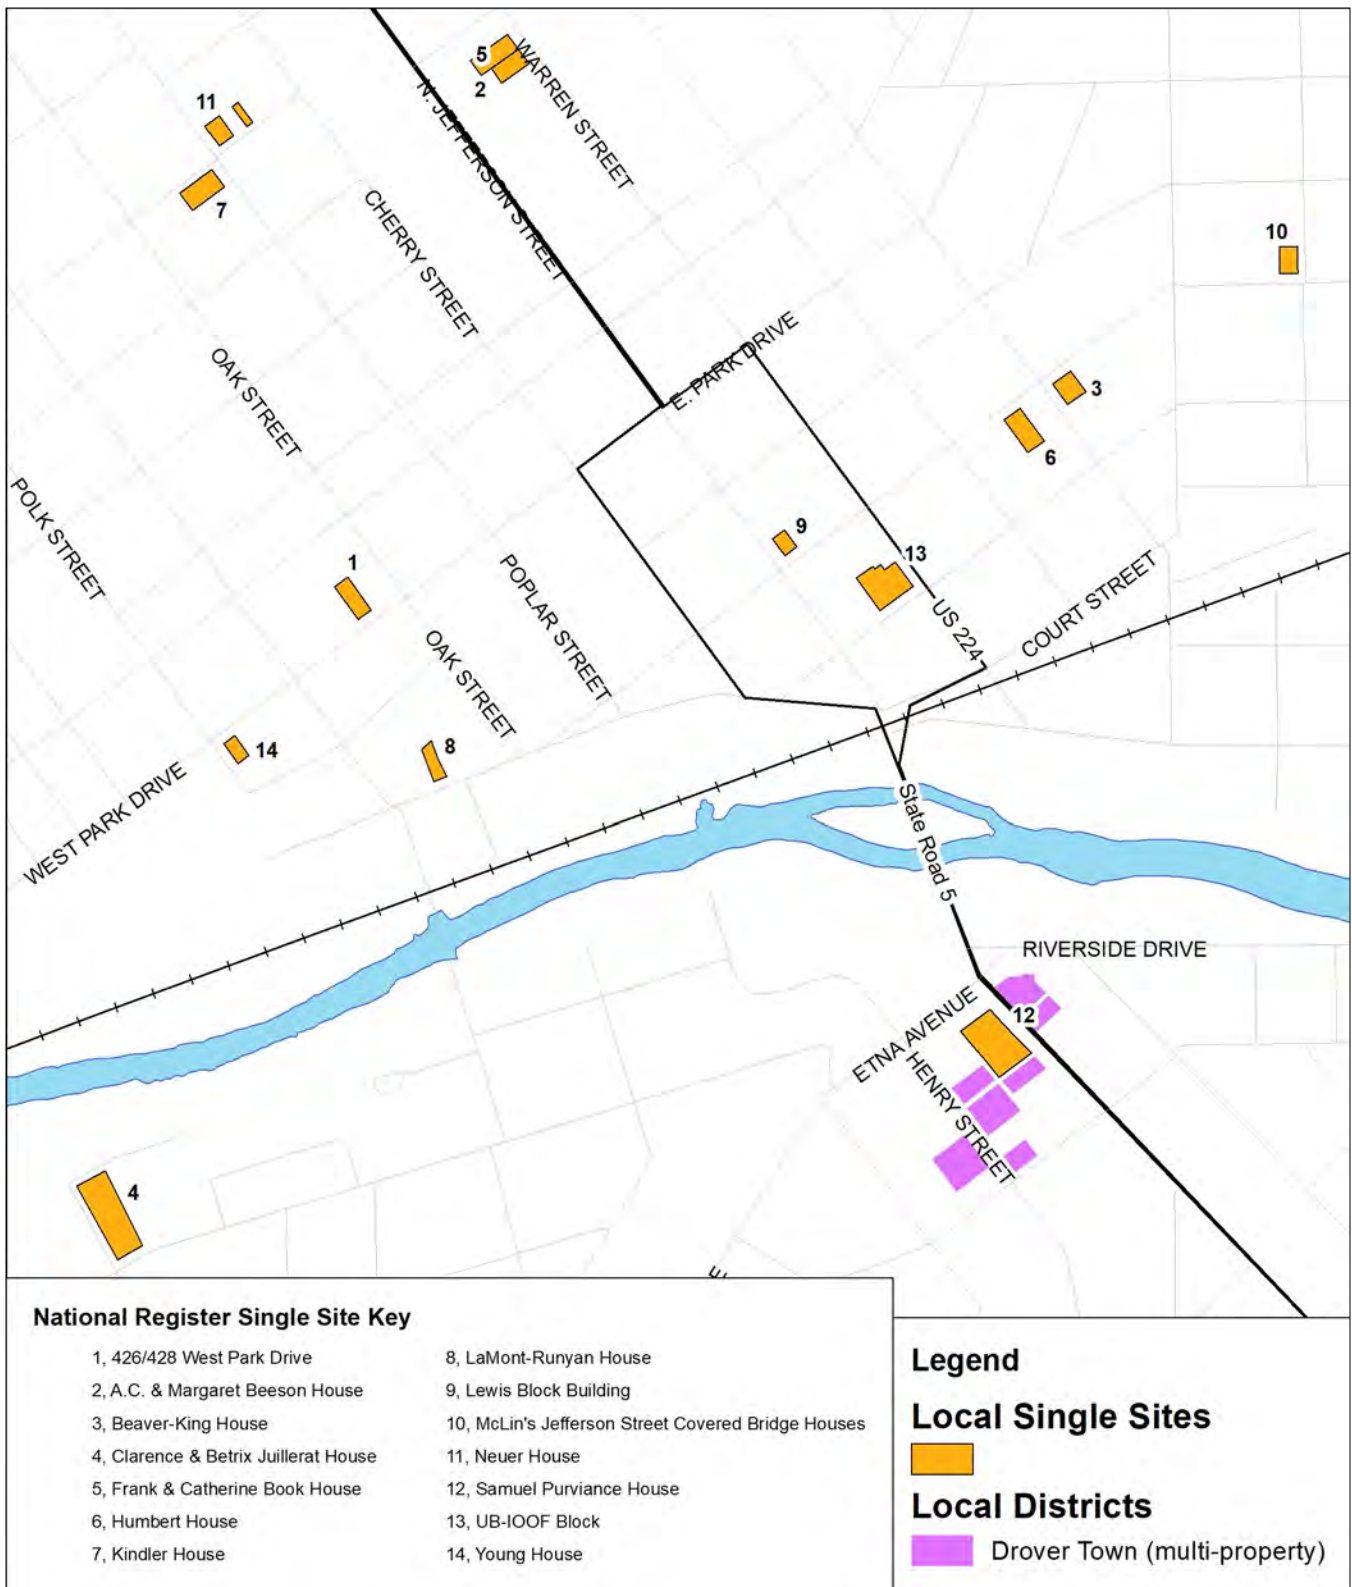 5
WARREN STREET
2
11
N. JEFFERSON STREET
7
CHERRY STREET
10
E. PARK DRIVE
OAK STREET
3
6
POLK STREET
9
13
1
POPLAR STREET
COURT STREET
US 224
OAK STREET
8
14
WEST PARK DRIVE
State Road 5
RIVERSIDE DRIVE
ETNA AVENUE
12
HENRY STREET
4
National Register Single Site Key
1, 426/428 West Park Drive
2, A.C. & Margaret Beeson House
3, Beaver-King House
4, Clarence & Betrix Juillerat House
5, Frank & Catherine Book House
6, Humbert House
7, Kindler House
8, LaMont-Runyan House
9, Lewis Block Building
10, McLin's Jefferson Street Covered Bridge Houses
11, Neuer House
12, Samuel Purviance House
13, UB-IOOF Block
14, Young House
Legend
Local Single Sites
Local Districts
Drover Town (multi-property)